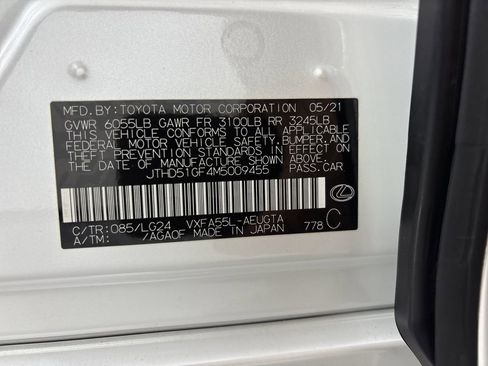 MFD.BY:TOYOTA MOTOR CORPORATION 05/21
GVWR 6055LB GAWR FR 3100LB RR 3245LB
THIS VEHICLE CONFORMS TO ALL APPLICABLE
FEDERAL MOTOR VEHICLE SAFETY,BUMPER,AND
THEFT PREVENTION STANDARDS IN EFFECT ON
THE DATE OF MANUFACTURE SHOWN ABOVE.
JTHD51GF4M5009455 PASS.CAR
C/TR:085/LG24 VXFA55L-AEUGTA
A/TM: /AGA0F MADE IN JAPAN 778 C